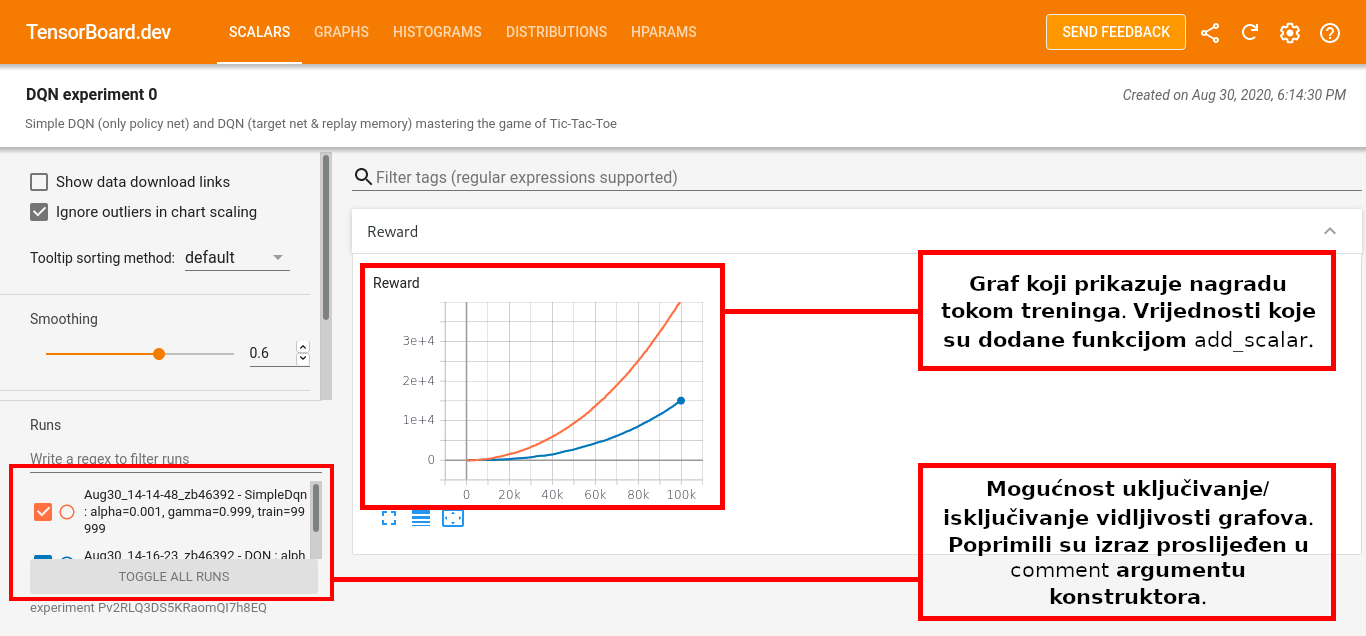 TensorBoard.dev
SCALARS GRAPHS HISTOGRAMS DISTRIBUTIONS HPARAMS
SEND FEEDBACK
DQN experiment 0
Created on Aug 30, 2020, 6:14:30 PM
Simple DQN (only policy net) and DQN (target net & replay memory) mastering the game of Tic-Tac-Toe
Show data download links
Ignore outliers in chart scaling
Tooltip sorting method: default
Smoothing
0.6
Runs
Write a regex to filter runs
Aug30_14-14-48_zb46392 - SimpleDqn
: alpha=0.001, gamma=0.999, train=99
999
Aug30_14-16-23_zb46392 - DQN : alph
TOGGLE ALL RUNS
experiment Pv2RLQ3DS5KRaomQI7h8EQ
Filter tags (regular expressions supported)
Reward
Reward
3e+4
2e+4
1e+4
0
0 20k 40k 60k 80k 100k
Graf koji prikazuje nagradu
tokom treninga. Vrijednosti koje
su dodane funkcijom add_scalar.
Mogućnost uključivanje/
isključivanje vidljivosti grafova.
Poprimili su izraz proslijeđen u
comment argumentu
konstruktora.